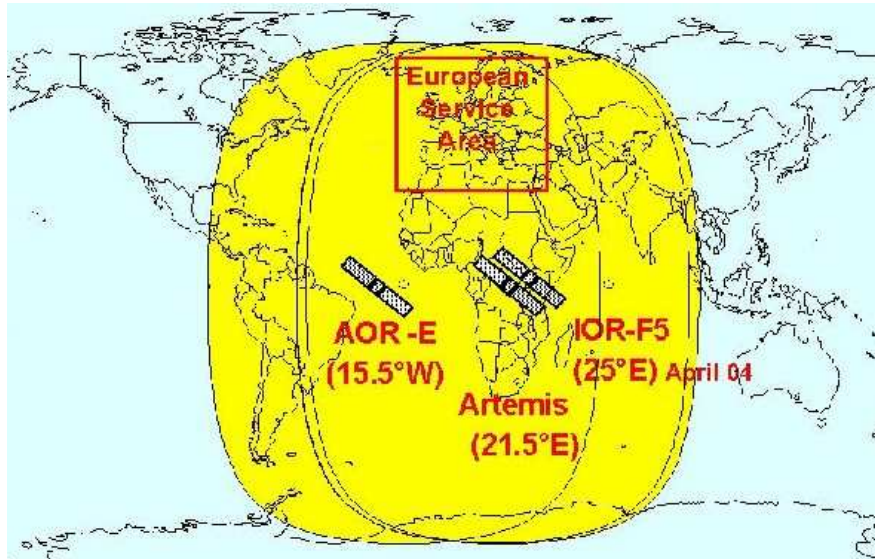 European
Service
Area
AOR -E
(15.5°W)
IOR-F5
(25°E) April 04
Artemis
(21.5°E)